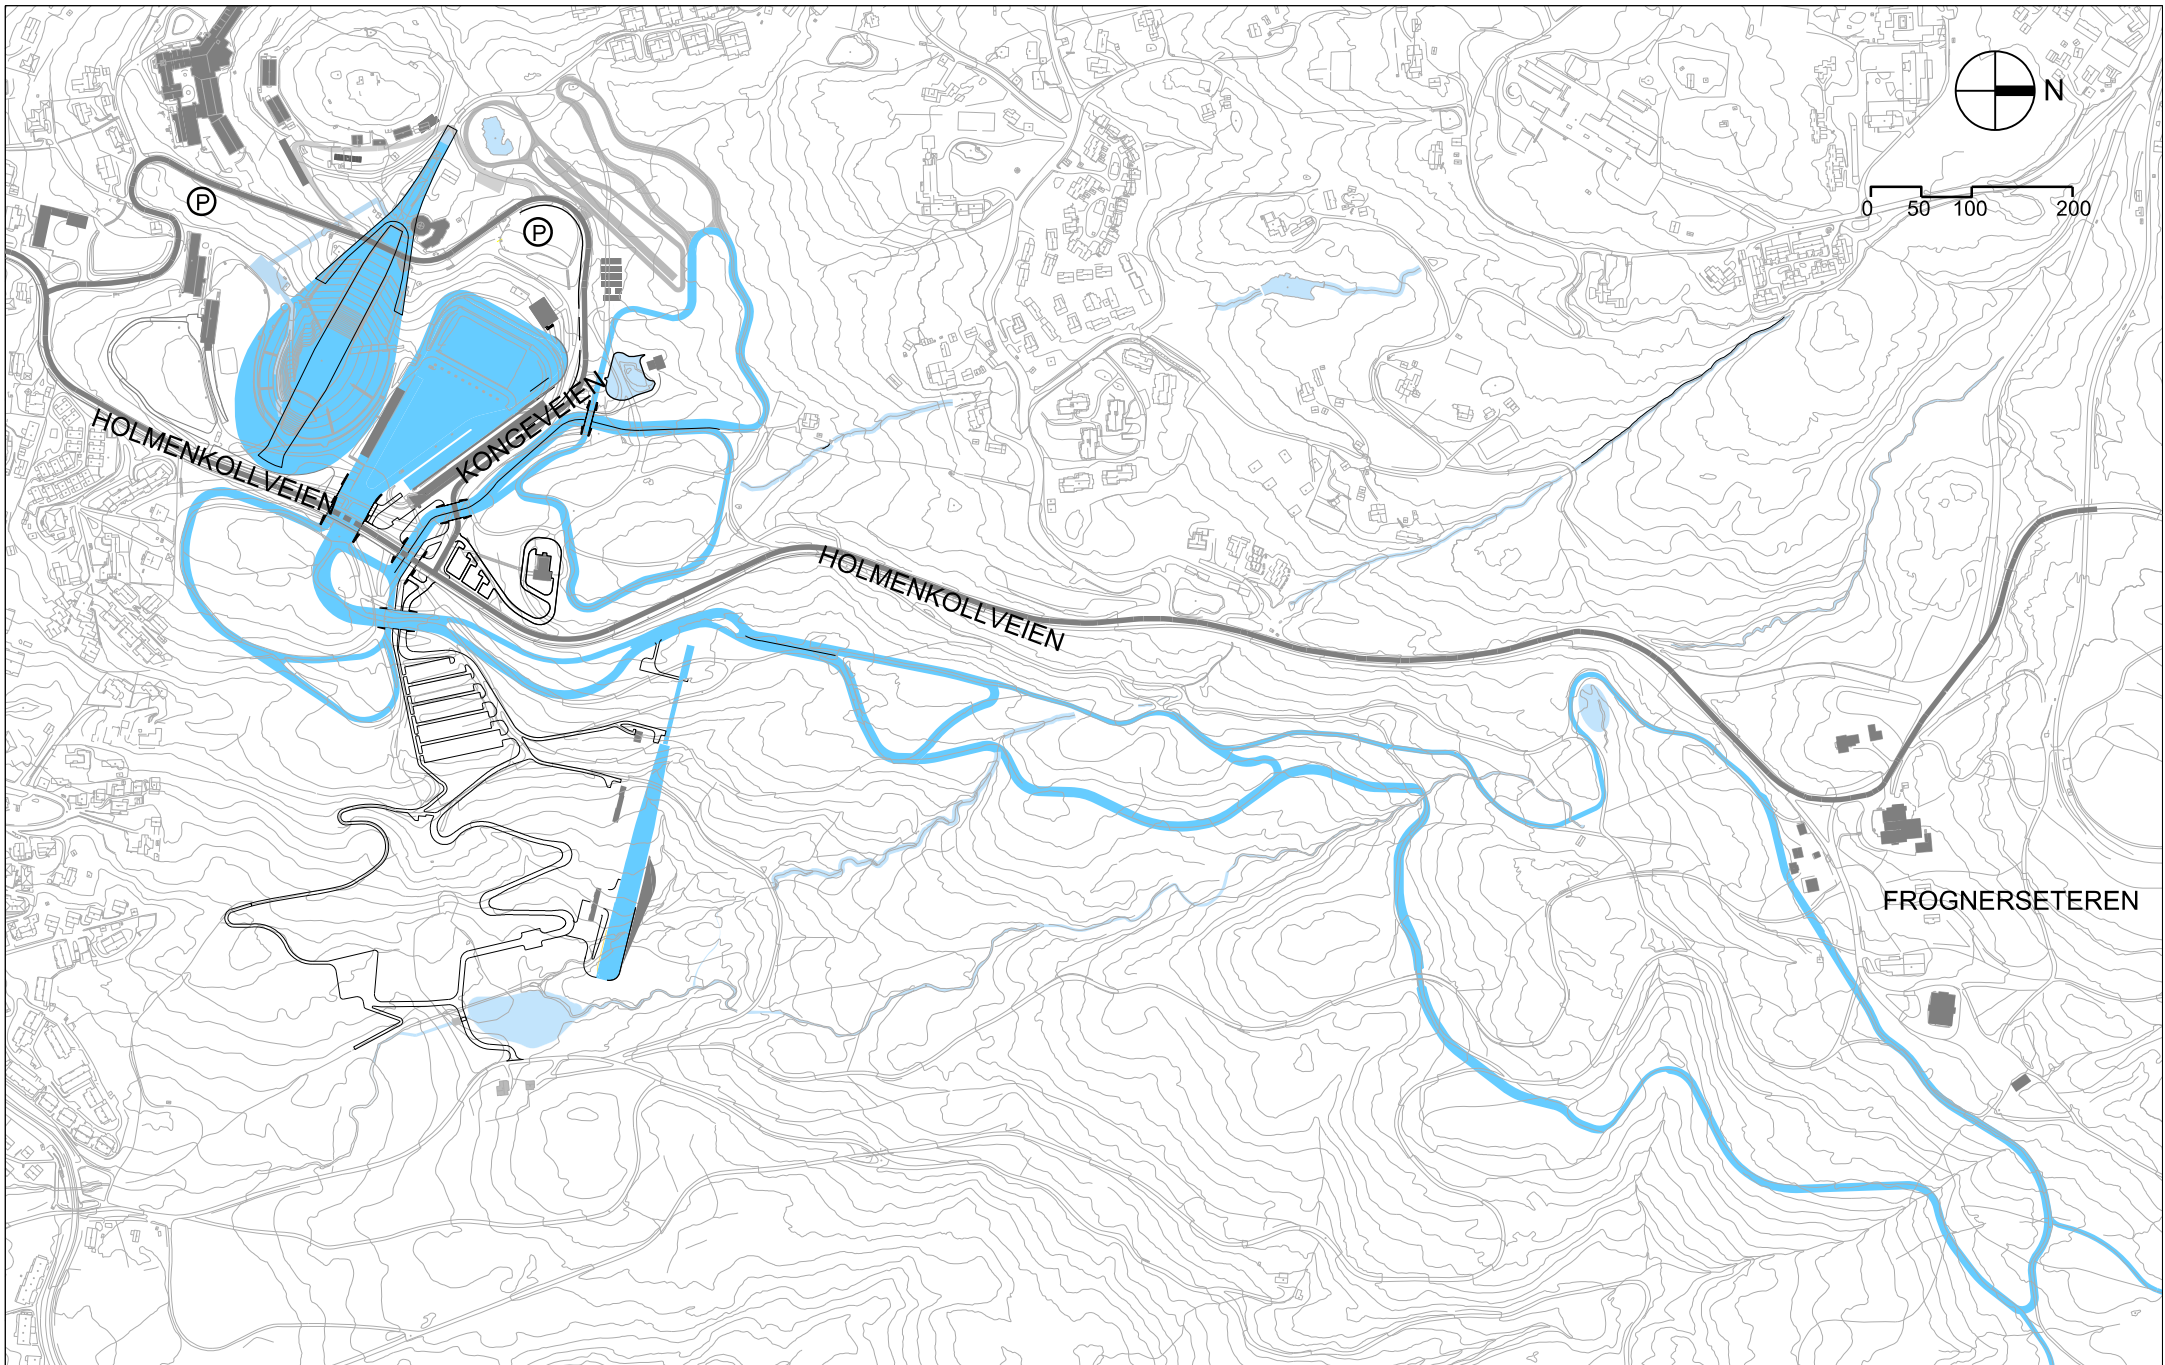 N
0 50 100 200
P
P
HOLMENKOLLVEIEN
KONGEVEIEN
HOLMENKOLLVEIEN
FROGNERSETEREN